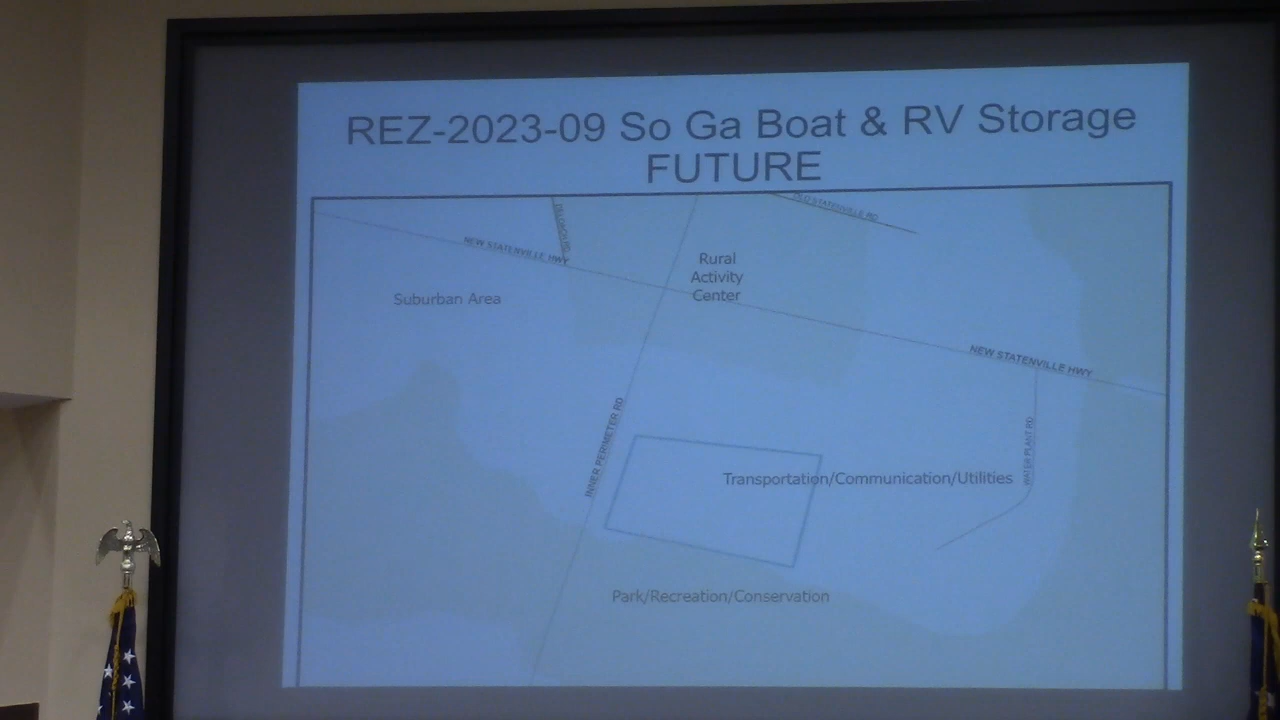 REZ-2023-09 So Ga Boat & RV Storage
FUTURE
OLD STATENVILLE RD
NEW STATENVILLE HWY
Rural
Activity
Center
Suburban Area
NEW STATENVILLE HWY
INNER PERIMETER RD
WATER PLANT RD
Transportation/Communication/Utilities
Park/Recreation/Conservation